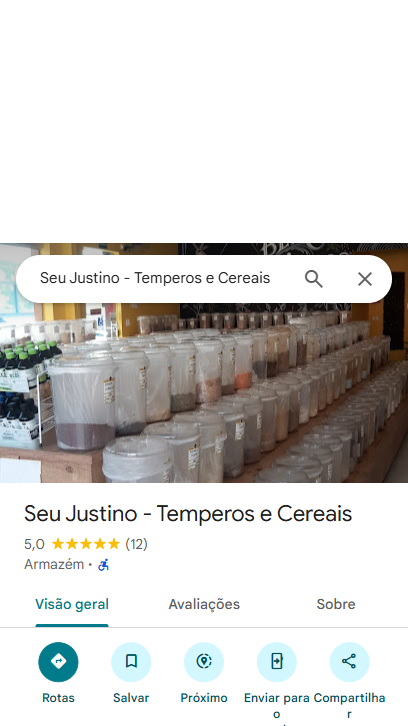 Seu Justino - Temperos e Cereais
Seu Justino - Temperos e Cereais
5,0 (12)
Armazém •
Visão geral Avaliações Sobre
Rotas Salvar Próximo Enviar para o Compartilhar